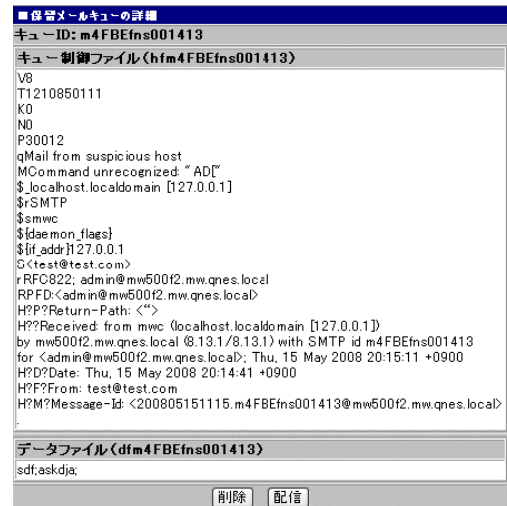 ■保留メールキューの詳細
キューID: m4FBEfns001413
キュー制御ファイル(hfm4FBEfns001413)
V8
T1210850111
K0
N0
P30012
qMail from suspicious host
MCommand unrecognized: "AD["
$_localhost.localdomain [127.0.0.1]
$rSMTP
$smwc
${daemon_flags}
${if_addr}127.0.0.1
S<test@test.com>
rRFC822; admin@mw500f2.mw.qnes.local
RPFD:<admin@mw500f2.mw.qnes.local>
H?P?Return-Path: <">
H??Received: from mwc (localhost.localdomain [127.0.0.1])
by mw500f2.mw.qnes.local (8.13.1/8.13.1) with SMTP id m4FBEfns001413
for <admin@mw500f2.mw.qnes.local>; Thu, 15 May 2008 20:15:11 +0900
H?D?Date: Thu, 15 May 2008 20:14:41 +0900
H?F?From: test@test.com
H?M?Message-Id: <200805151115.m4FBEfns001413@mw500f2.mw.qnes.local>
.
データファイル(dfm4FBEfns001413)
sdf;askdja;
削除 配信